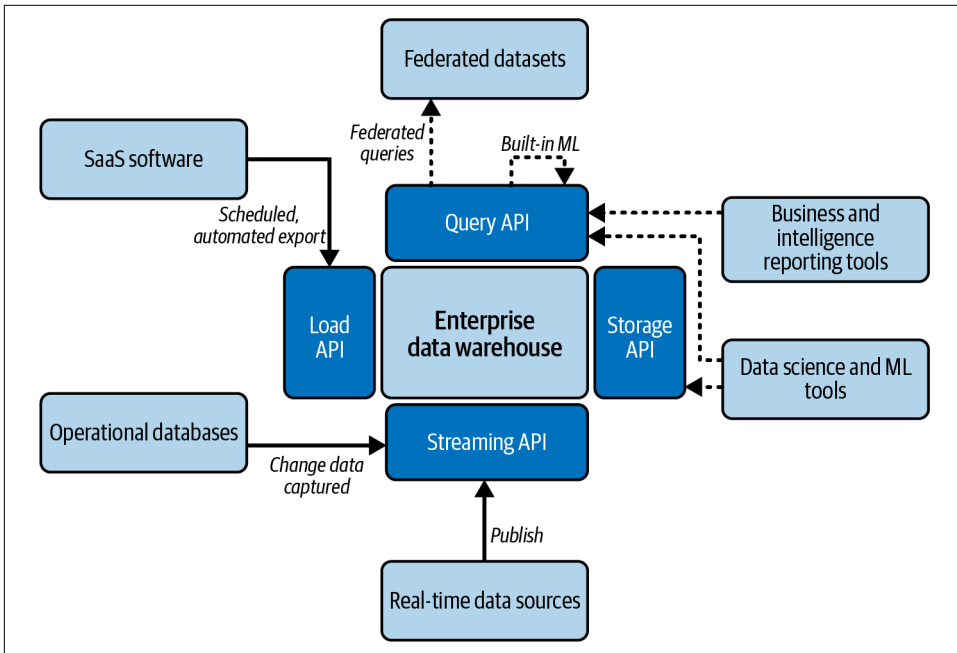 Federated datasets
Federated
queries
Built-in ML
SaaS software
Scheduled,
automated export
Query API
Business and
intelligence
reporting tools
Load
API
Enterprise
data warehouse
Storage
API
Data science and ML
tools
Operational databases
Change data
captured
Streaming API
Publish
Real-time data sources